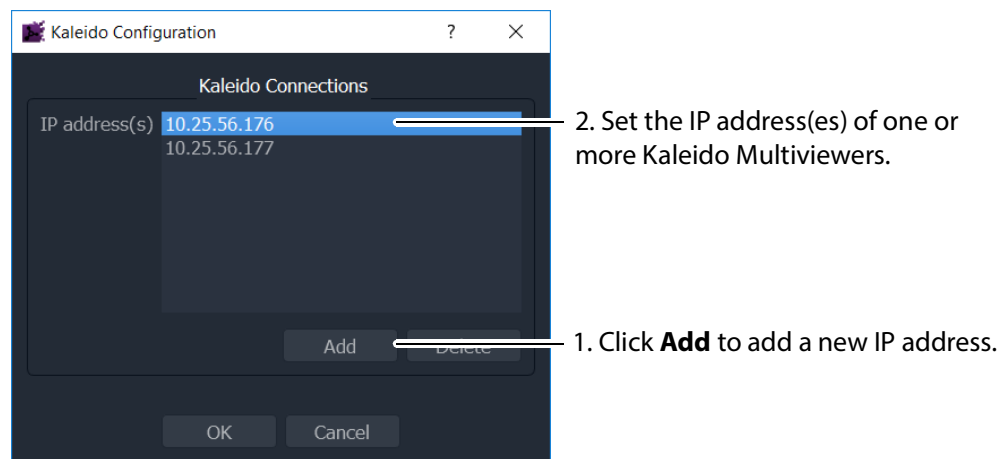 Kaleido Configuration ?
Kaleido Connections
IP address(s) 10.25.56.176
10.25.56.177
2. Set the IP address(es) of one or
more Kaleido Multiviewers.
Add Delete
1. Click Add to add a new IP address.
OK Cancel